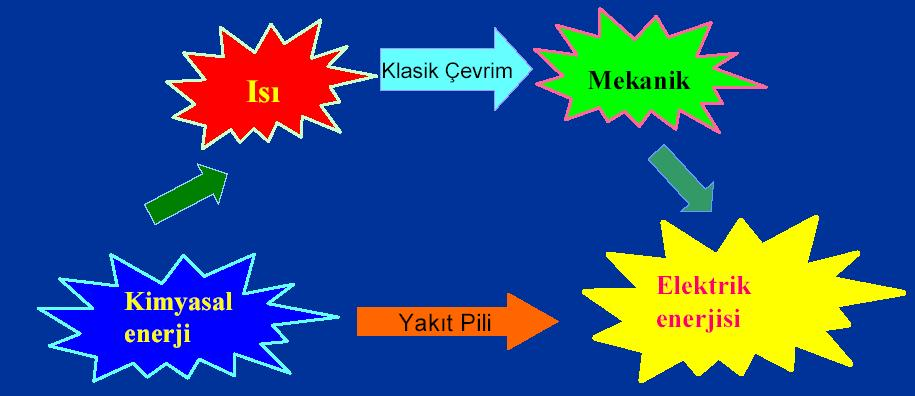 Isı
Klasik Çevrim
Mekanik
Kimyasal
enerji
Yakıt Pili
Elektrik
enerjisi